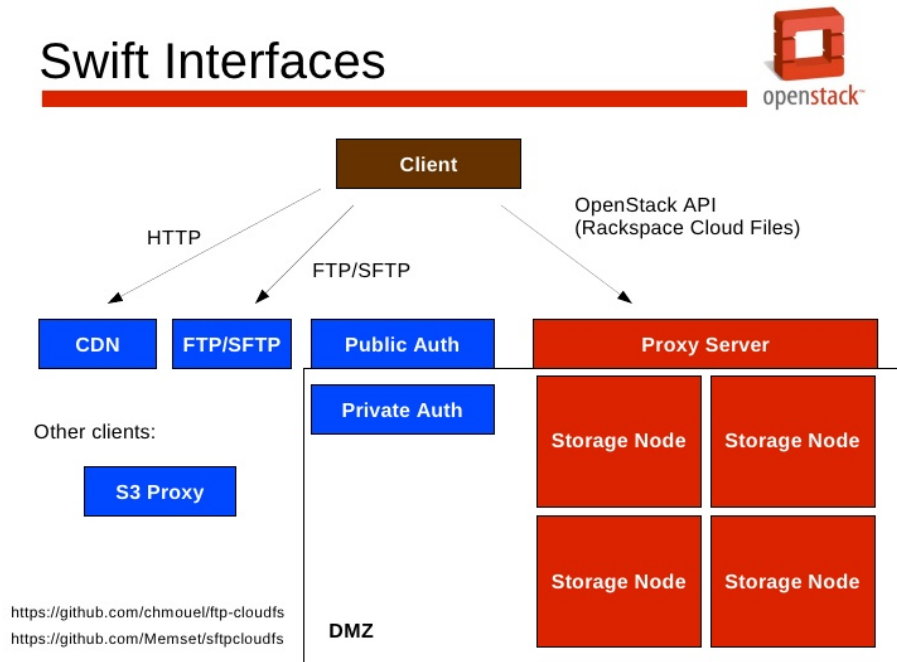 Swift Interfaces
openstack™
Client
OpenStack API
(Rackspace Cloud Files)
HTTP
FTP/SFTP
CDN
FTP/SFTP
Public Auth
Proxy Server
Private Auth
Other clients:
S3 Proxy
Storage Node
Storage Node
Storage Node
Storage Node
https://github.com/chmouel/ftp-cloudfs
https://github.com/Memset/sftpcloudfs
DMZ